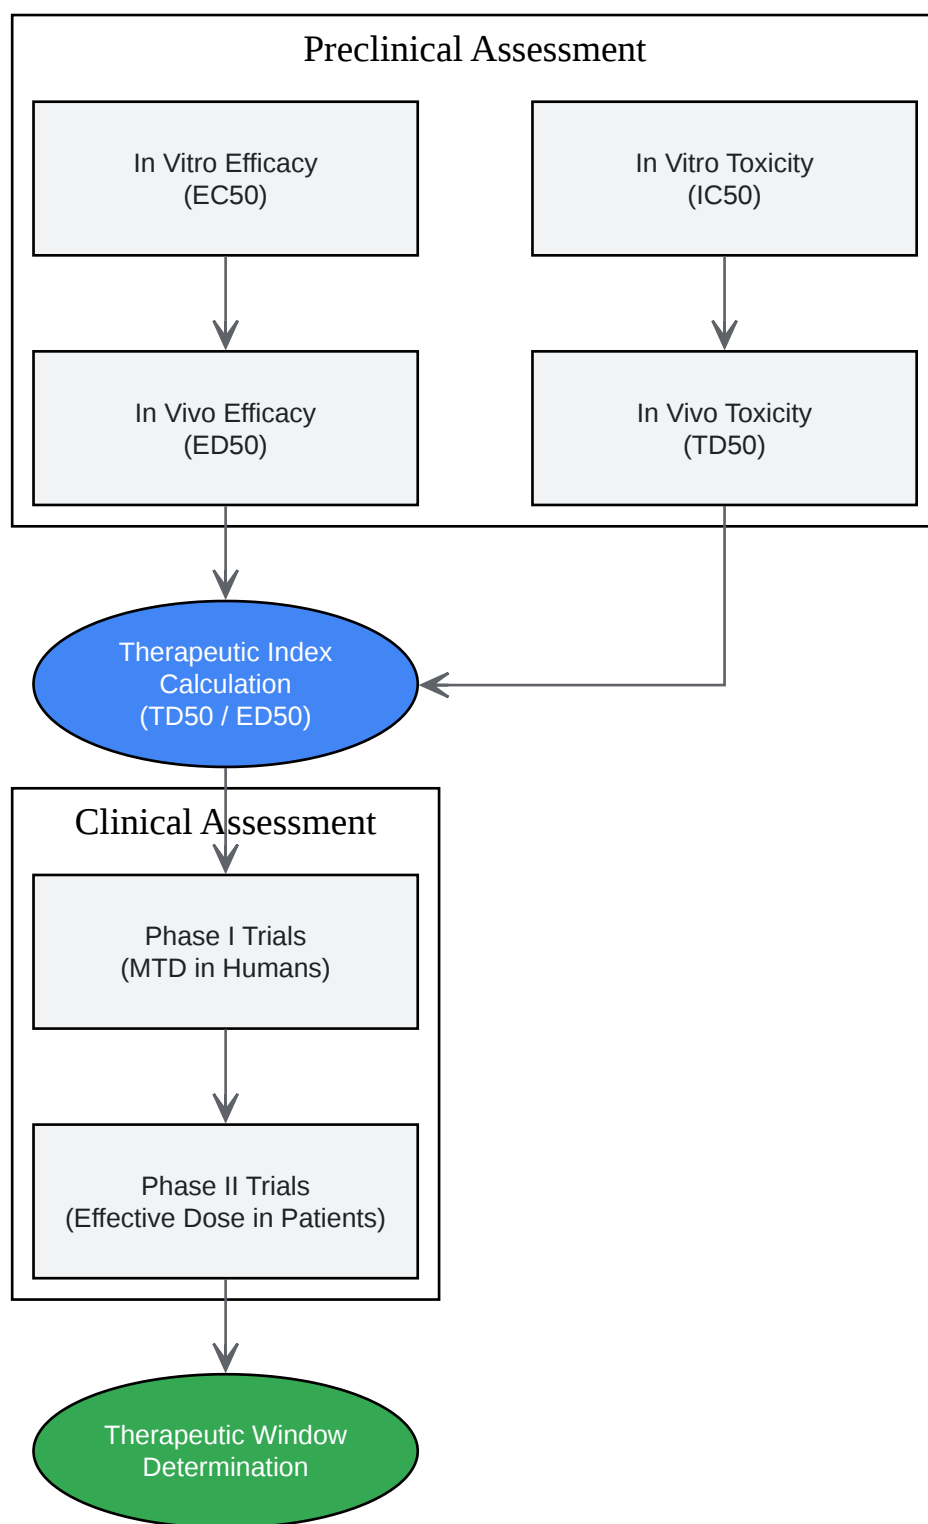 Preclinical Assessment
In Vitro Efficacy
(EC50)
In Vitro Toxicity
(IC50)
In Vivo Efficacy
(ED50)
In Vivo Toxicity
(TD50)
Therapeutic Index
Calculation
(TD50 / ED50)
Clinical Assessment
Phase I Trials
(MTD in Humans)
Phase II Trials
(Effective Dose in Patients)
Therapeutic Window
Determination